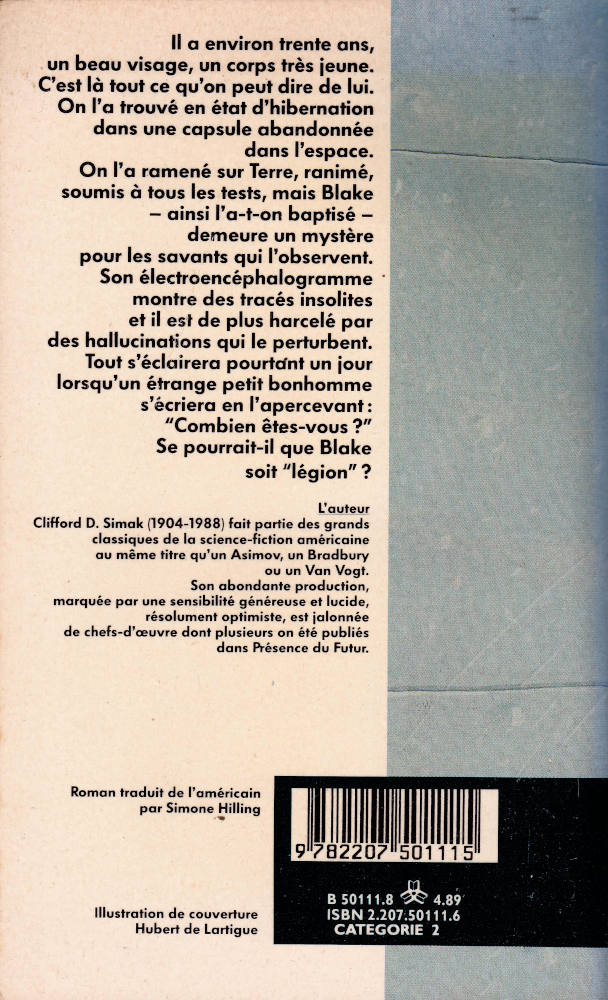 Il a environ trente ans,
un beau visage, un corps très jeune.
C'est là tout ce qu'on peut dire de lui.
On l'a trouvé en état d'hibernation
dans une capsule abandonnée
dans l'espace.
On l'a ramené sur Terre, ranimé,
soumis à tous les tests, mais Blake
– ainsi l'a-t-on baptisé –
demeure un mystère
pour les savants qui l'observent.
Son électroencéphalogramme
montre des tracés insolites
et il est de plus harcelé par
des hallucinations qui le perturbent.
Tout s'éclairera pourtant un jour
lorsqu'un étrange petit bonhomme
s'écriera en l'apercevant :
“Combien êtes-vous ?”
Se pourrait-il que Blake
soit “légion” ?
L'auteur
Clifford D. Simak (1904-1988) fait partie des grands
classiques de la science-fiction américaine
au même titre qu'un Asimov, un Bradbury
ou un Van Vogt.
Son abondante production,
marquée par une sensibilité généreuse et lucide,
résolument optimiste, est jalonnée
de chefs-d'œuvre dont plusieurs on été publiés
dans Présence du Futur.
Roman traduit de l'américain
par Simone Hilling
9 782207 501115
B 50111.8 4.89
ISBN 2.207.50111.6
CATEGORIE 2
Illustration de couverture
Hubert de Lartigue